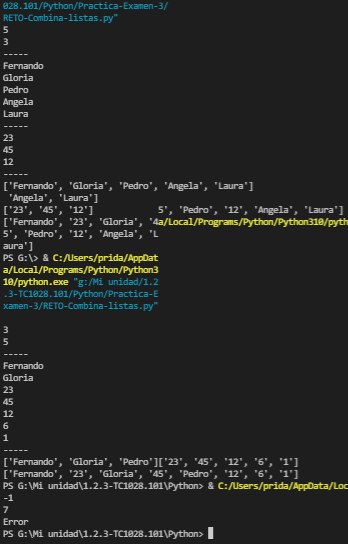 028.101/Python/Practica-Examen-3/
RETO-Combina-listas.py"
5
3
-----
Fernando
Gloria
Pedro
Angela
Laura
-----
23
45
12
-----
['Fernando', 'Gloria', 'Pedro', 'Angela', 'Laura']
'Angela', 'Laura']
['23', '45', '12'] 5', 'Pedro', '12', 'Angela', 'Laura']
['Fernando', '23', 'Gloria', '4a/Local/Programs/Python/Python310/pyth
5', 'Pedro', '12', 'Angela', 'L
aura']
PS G:\> & C:/Users/prida/AppDat
a/Local/Programs/Python/Python3
10/python.exe "g:/Mi unidad/1.2
.3-TC1028.101/Python/Practica-E
xamen-3/RETO-Combina-listas.py"
3
5
-----
Fernando
Gloria
23
45
12
6
1
-----
['Fernando', 'Gloria', 'Pedro']['23', '45', '12', '6', '1']
['Fernando', '23', 'Gloria', '45', 'Pedro', '12', '6', '1']
PS G:\Mi unidad\1.2.3-TC1028.101\Python> & C:/Users/prida/AppData/Loc
-1
7
Error
PS G:\Mi unidad\1.2.3-TC1028.101\Python>